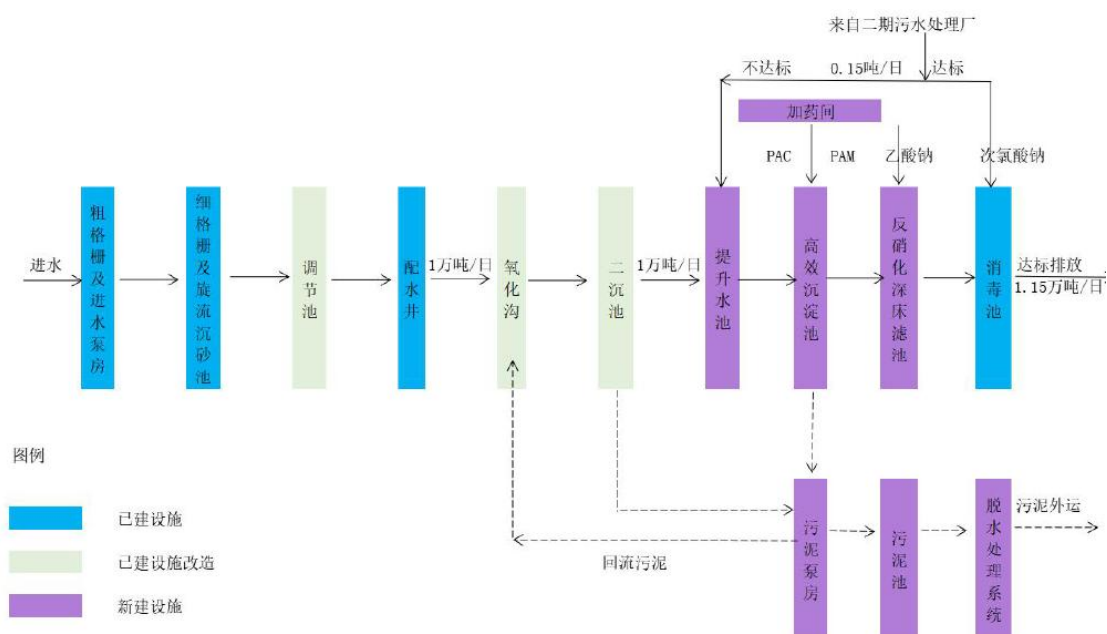 来自二期污水处理厂
不达标
0.15吨/日
达标
加药间
PAC
PAM
乙酸钠
次氯酸钠
进水
粗格栅及进水泵房
细格栅及旋流沉砂池
调节池
配水井
1万吨/日
氧化沟
二沉池
1万吨/日
提升水池
高效沉淀池
反硝化深床滤池
消毒池
达标排放
1.15万吨/日
图例
已建设施
已建设施改造
新建设施
回流污泥
污泥泵房
污泥池
脱水处理系统
污泥外运